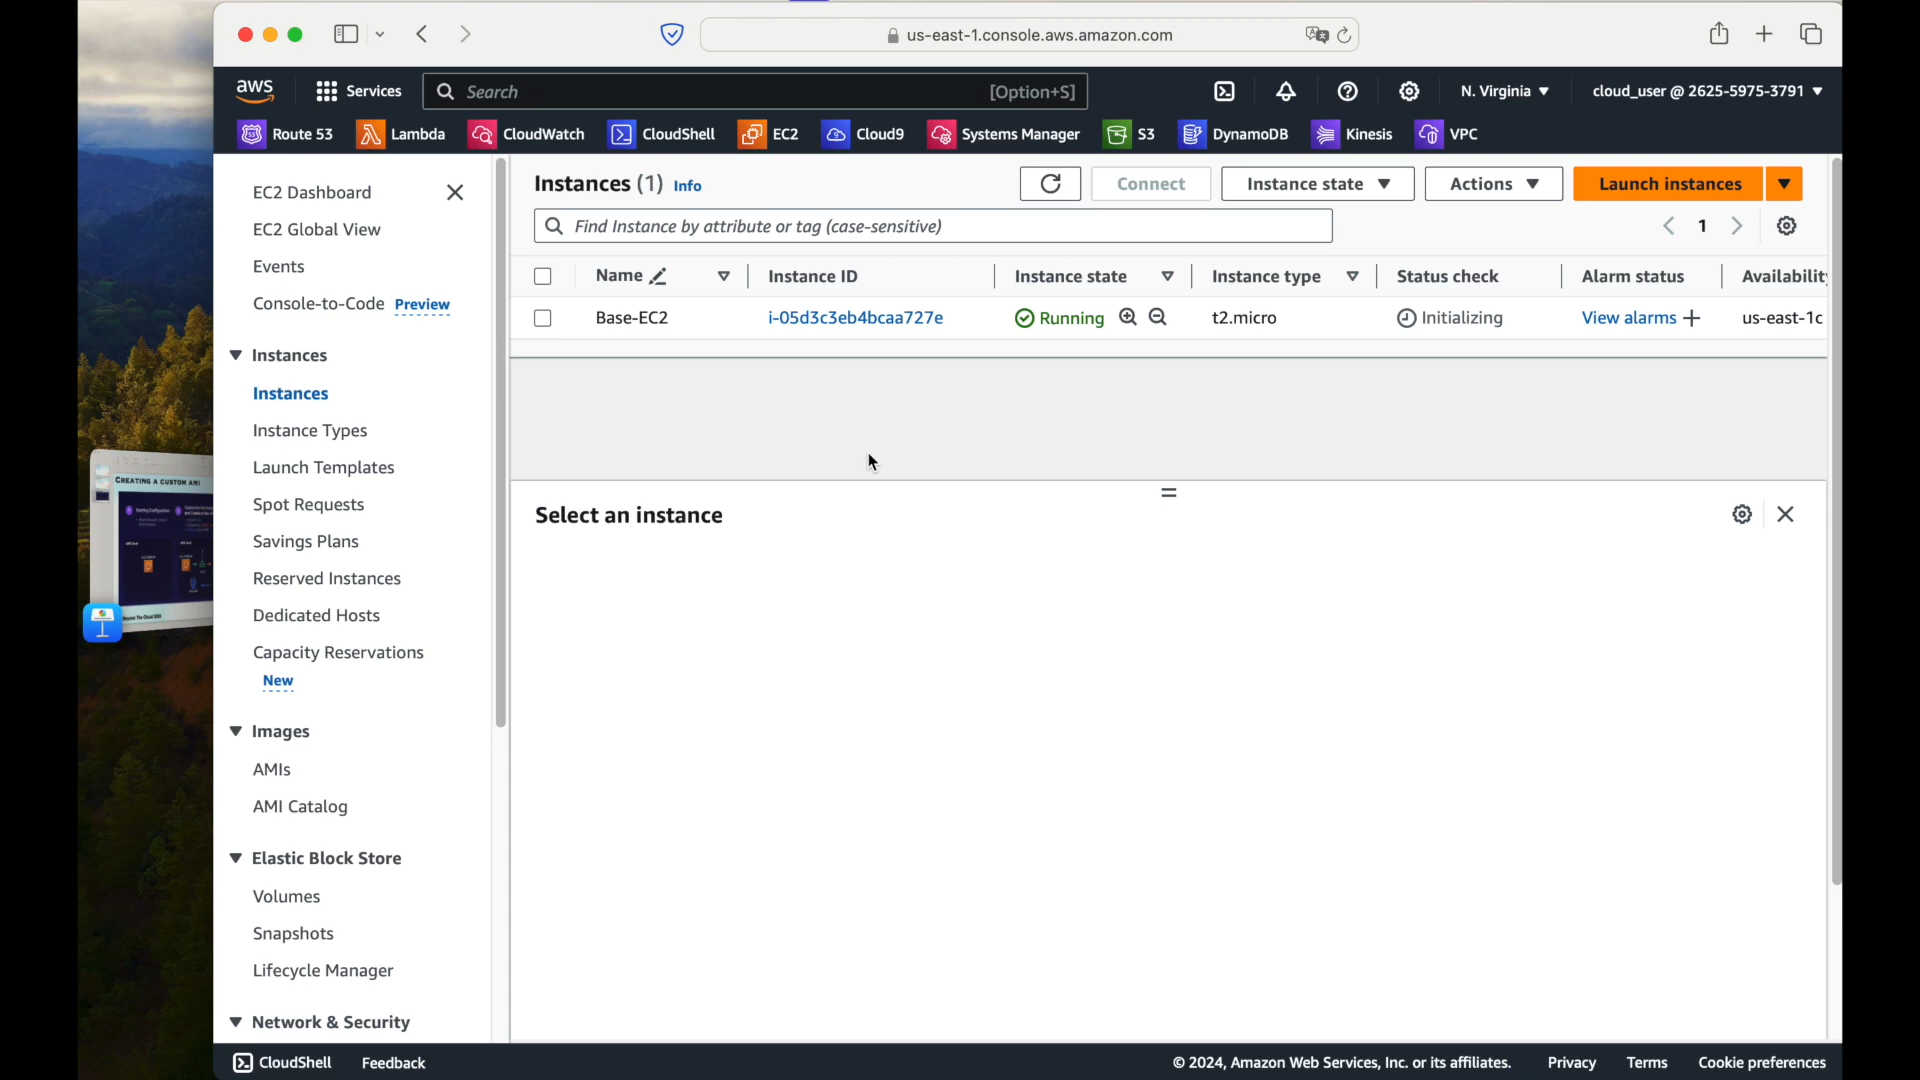 us-east-1.console.aws.amazon.com
aws
Services
Search
[Option+S]
N. Virginia
cloud_user @ 2625-5975-3791
Route 53
Lambda
CloudWatch
CloudShell
EC2
Cloud9
Systems Manager
S3
DynamoDB
Kinesis
VPC
EC2 Dashboard
EC2 Global View
Events
Console-to-Code Preview
Instances
Instances
Instance Types
Launch Templates
Spot Requests
Savings Plans
Reserved Instances
Dedicated Hosts
Capacity Reservations
New
Images
AMIs
AMI Catalog
Elastic Block Store
Volumes
Snapshots
Lifecycle Manager
Network & Security
Instances (1) Info
Connect
Instance state
Actions
Launch instances
Find Instance by attribute or tag (case-sensitive)
1
Name
Instance ID
Instance state
Instance type
Status check
Alarm status
Availability
Base-EC2
i-05d3c3eb4bcaa727e
Running
t2.micro
Initializing
View alarms
us-east-1c
Select an instance
CREATING A CUSTOM AMI
CloudShell
Feedback
© 2024, Amazon Web Services, Inc. or its affiliates.
Privacy
Terms
Cookie preferences